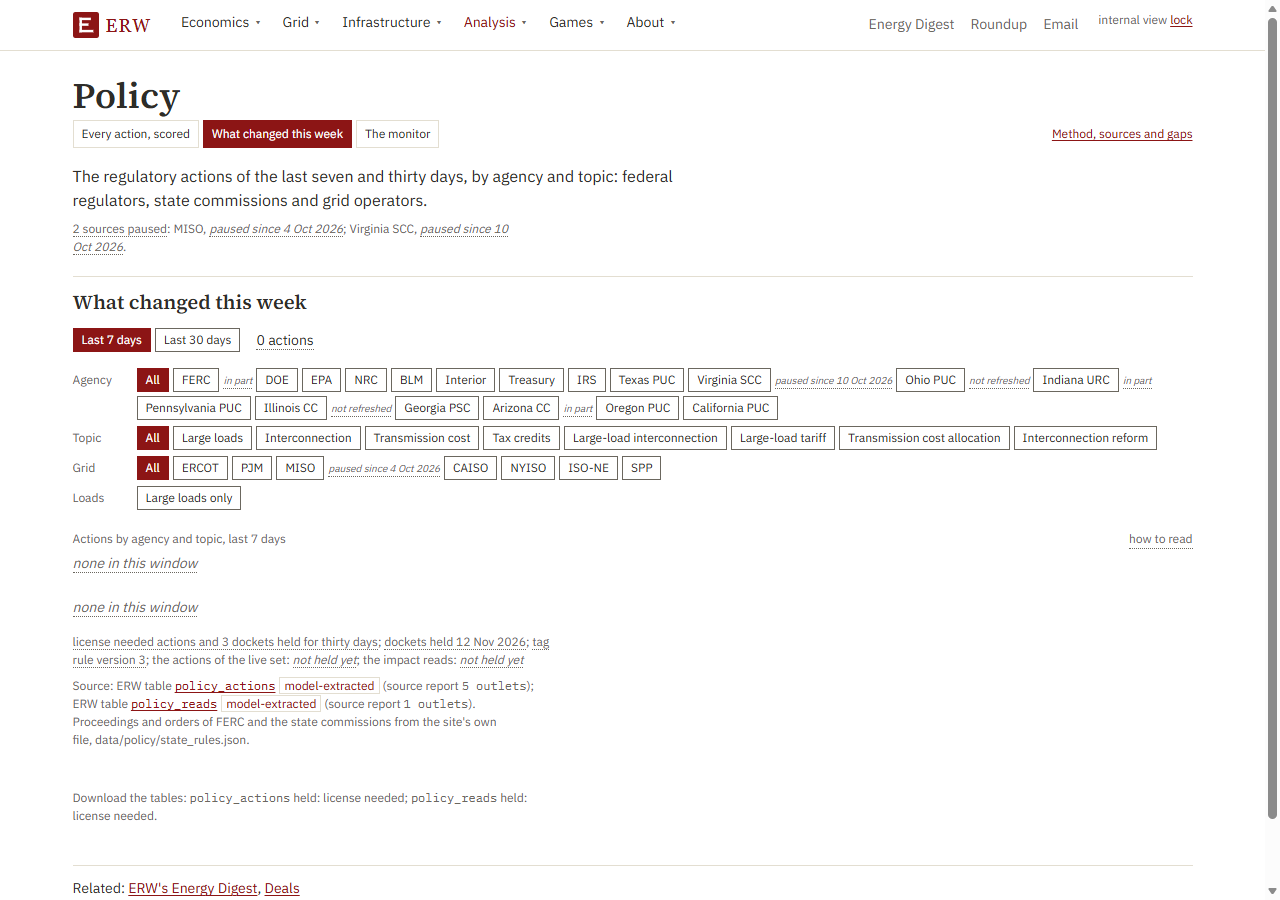 E ERW Economics ▾ Grid ▾ Infrastructure ▾ Analysis ▾ Games ▾ About ▾ Energy Digest Roundup Email internal view lock
Policy
Every action, scored What changed this week The monitor Method, sources and gaps
The regulatory actions of the last seven and thirty days, by agency and topic: federal
regulators, state commissions and grid operators.
2 sources paused: MISO, paused since 4 Oct 2026; Virginia SCC, paused since 10
Oct 2026.
What changed this week
Last 7 days Last 30 days 0 actions
Agency All FERC in part DOE EPA NRC BLM Interior Treasury IRS Texas PUC Virginia SCC paused since 10 Oct 2026 Ohio PUC not refreshed Indiana URC in part
Pennsylvania PUC Illinois CC not refreshed Georgia PSC Arizona CC in part Oregon PUC California PUC
Topic All Large loads Interconnection Transmission cost Tax credits Large-load interconnection Large-load tariff Transmission cost allocation Interconnection reform
Grid All ERCOT PJM MISO paused since 4 Oct 2026 CAISO NYISO ISO-NE SPP
Loads Large loads only
Actions by agency and topic, last 7 days how to read
none in this window
none in this window
license needed actions and 3 dockets held for thirty days; dockets held 12 Nov 2026; tag
rule version 3; the actions of the live set: not held yet; the impact reads: not held yet
Source: ERW table policy_actions model-extracted (source report 5 outlets);
ERW table policy_reads model-extracted (source report 1 outlets).
Proceedings and orders of FERC and the state commissions from the site's own
file, data/policy/state_rules.json.
Download the tables: policy_actions held: license needed; policy_reads held:
license needed.
Related: ERW's Energy Digest, Deals